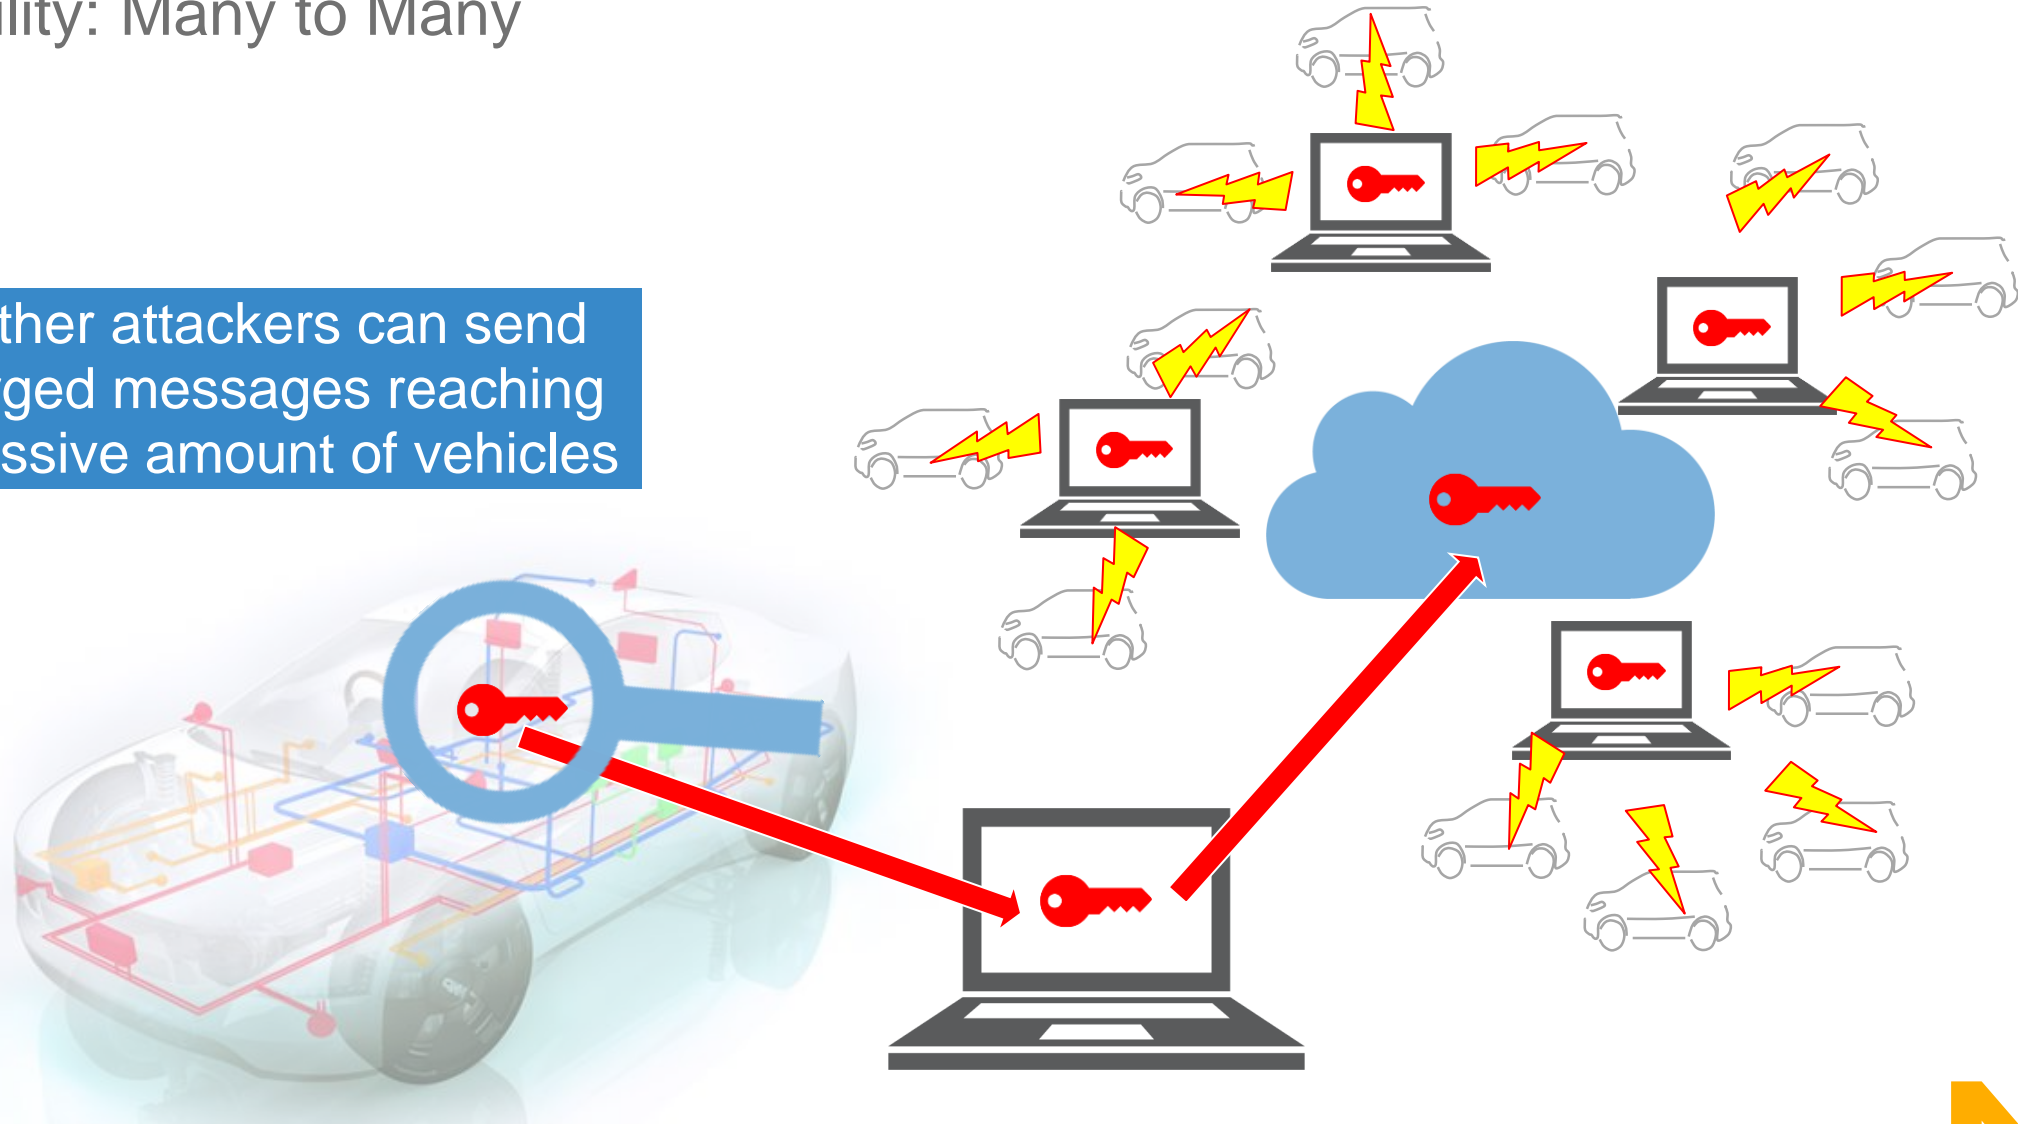 ility: Many to Many
ther attackers can send
ged messages reaching
ssive amount of vehicles